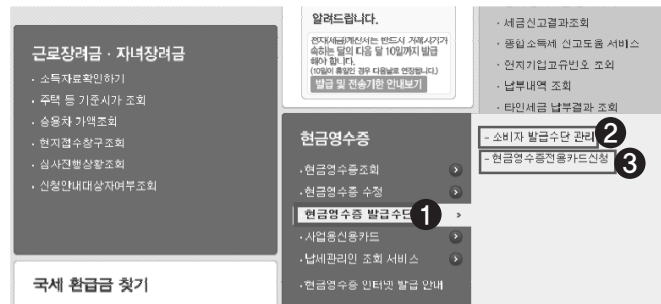 근로장려금 · 자녀장려금
· 소득자료확인하기
· 주택 등 기준시가 조회
· 승용차 가액조회
· 현지접수창구조회
· 심사진행상황조회
· 신청안내대상자여부조회
국세 환급금 찾기
알려드립니다.
전자(세금)계산서는 반드시 거래시기가
속하는 달의 다음 달 10일까지 발급
해야 합니다.
(10일이 휴일인 경우 다음날로 연장됩니다.)
발급 및 전송기한 안내보기
현금영수증
· 현금영수증조회
· 현금영수증 수정
현금영수증 발급수단 1
· 사업용신용카드
· 납세관리인 조회 서비스
· 현금영수증 인터넷 발급 안내
· 세금신고결과조회
· 종합소득세 신고도움 서비스
· 현지기업고유번호 조회
· 납부내역 조회
· 타인세금 납부결과 조회
- 소비자 발급수단 관리 2
- 현금영수증전용카드신청 3